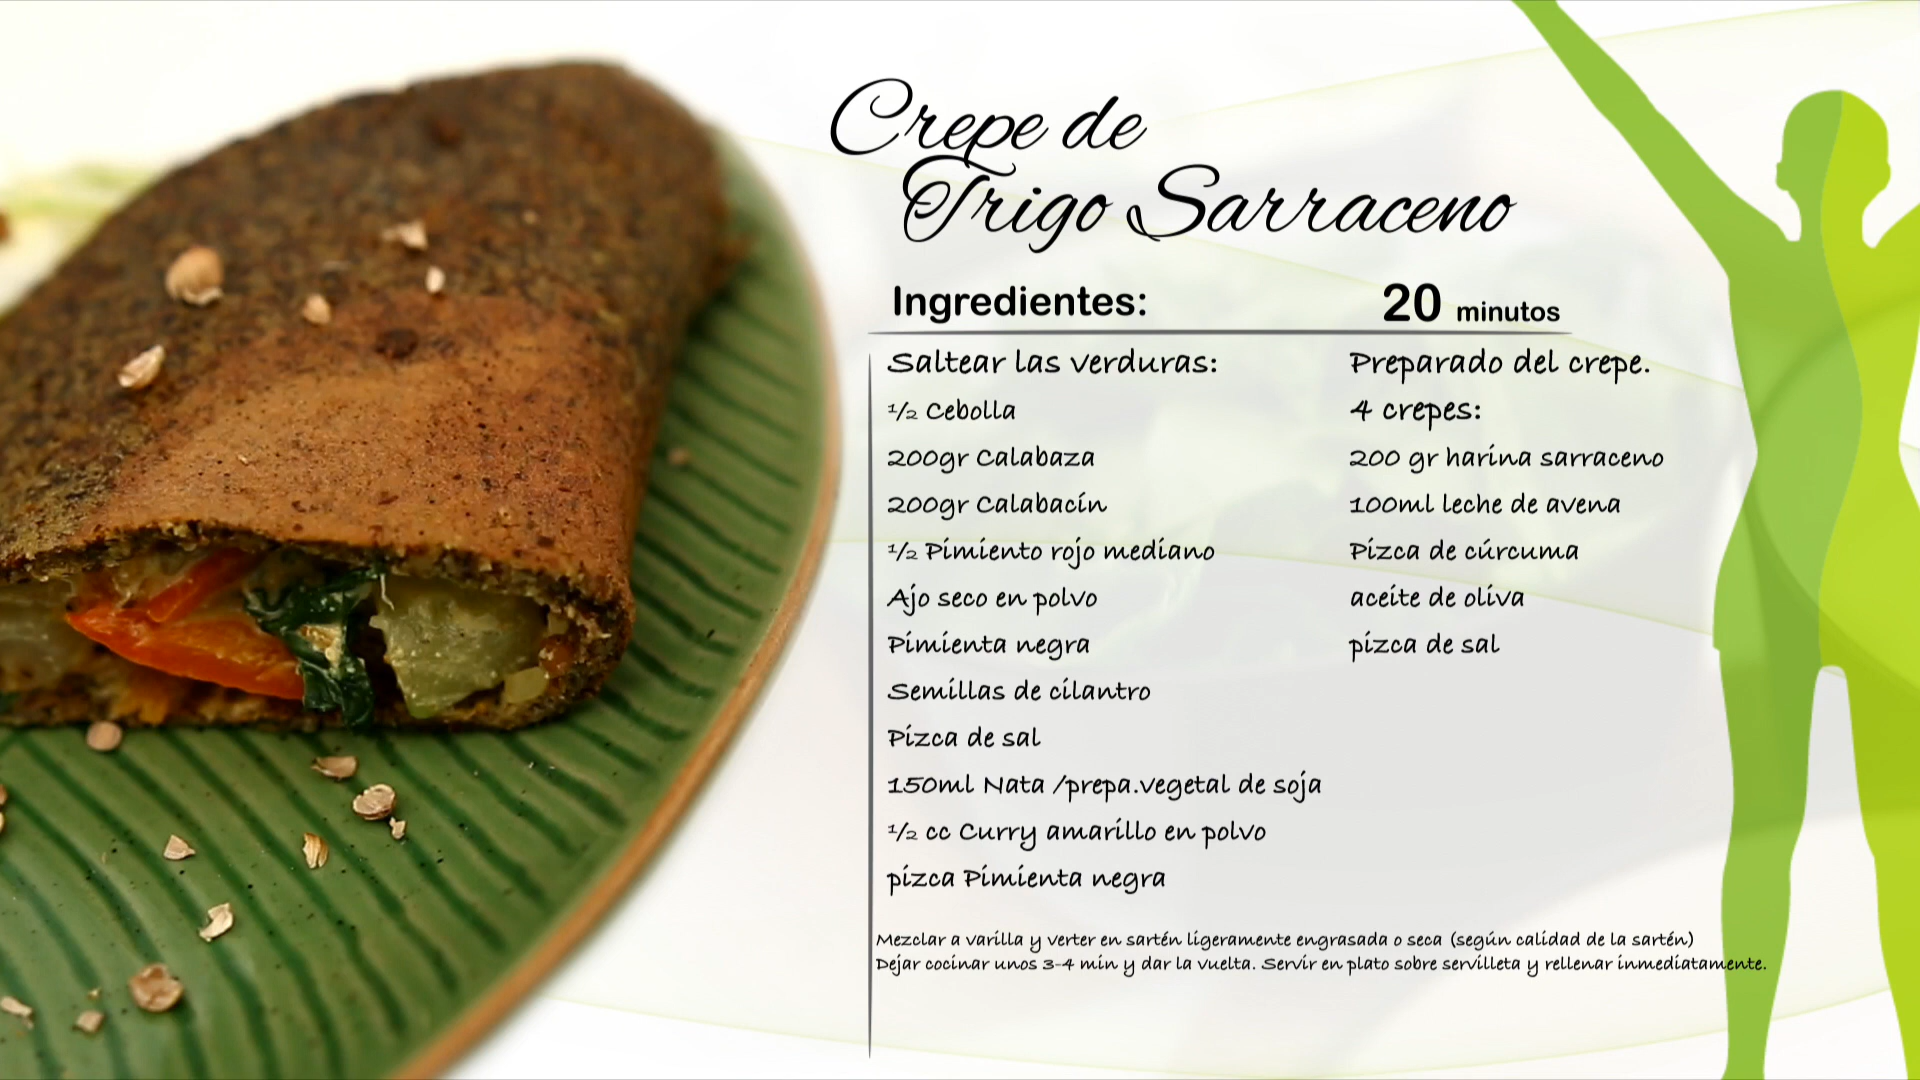 Crepe de
Trigo Sarraceno
Ingredientes:
20 minutos
Saltear las verduras:
½ Cebolla
200gr Calabaza
200gr Calabacín
½ Pimiento rojo mediano
Ajo seco en polvo
Pimienta negra
Semillas de cilantro
Pizca de sal
150ml Nata /prepa.vegetal de soja
½ cc Curry amarillo en polvo
pizca Pimienta negra
Preparado del crepe.
4 crepes:
200 gr harina sarraceno
100ml leche de avena
Pizca de cúrcuma
aceite de oliva
pizca de sal
Mezclar a varilla y verter en sartén ligeramente engrasada o seca (según calidad de la sartén)
Dejar cocinar unos 3-4 min y dar la vuelta. Servir en plato sobre servilleta y rellenar inmediatamente.